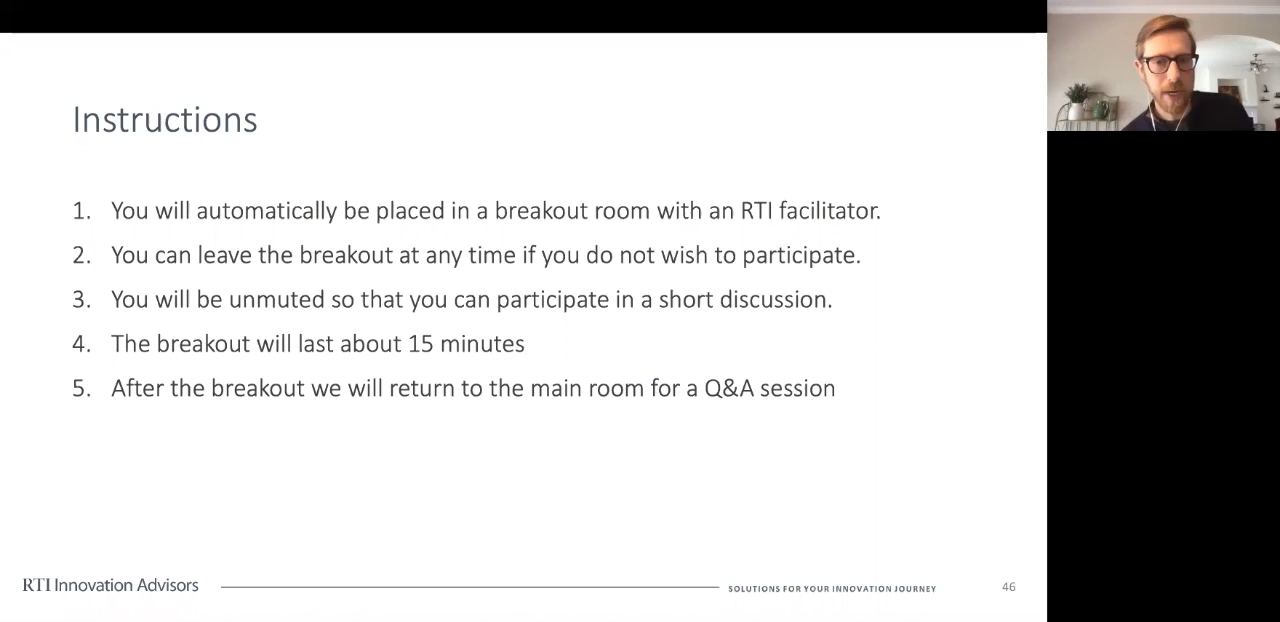 Instructions
1. You will automatically be placed in a breakout room with an RTI facilitator.
2. You can leave the breakout at any time if you do not wish to participate.
3. You will be unmuted so that you can participate in a short discussion.
4. The breakout will last about 15 minutes
5. After the breakout we will return to the main room for a Q&A session
RTI Innovation Advisors
SOLUTIONS FOR YOUR INNOVATION JOURNEY
46